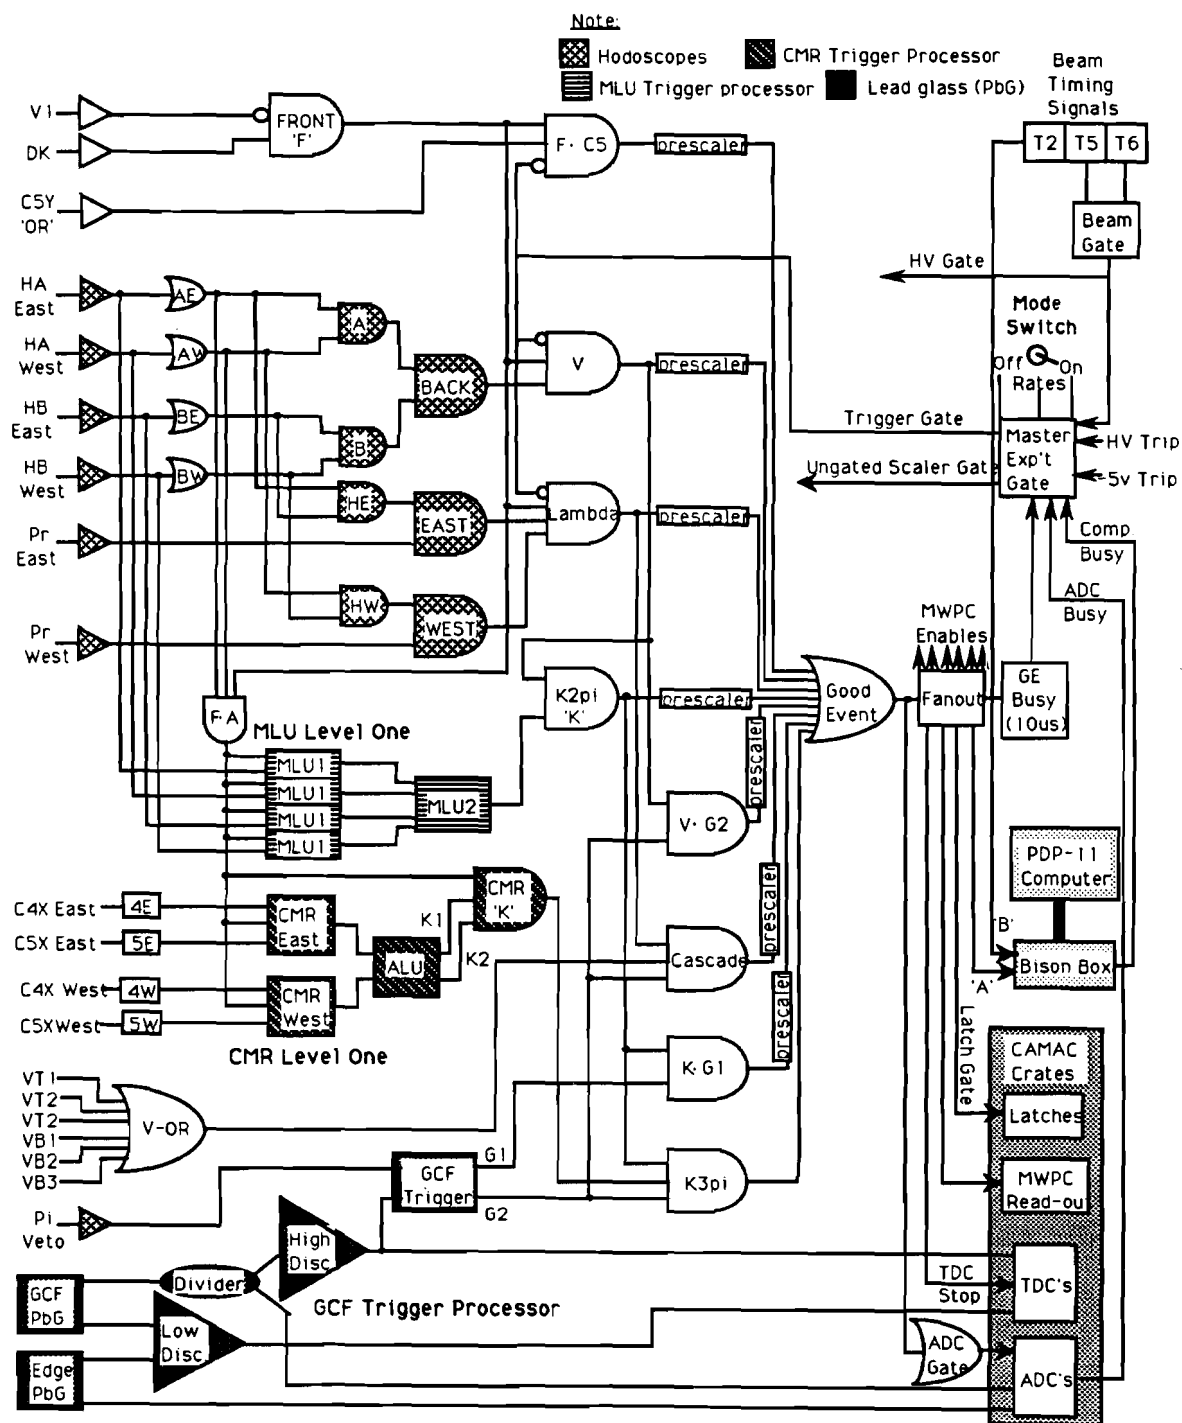 Note:
Hodoscopes
CMR Trigger Processor
MLU Trigger processor
Lead glass (PbG)
Beam
Timing
Signals
T2 T5 T6
Beam
Gate
V1
DK
FRONT
'F'
C5Y
'OR'
F· C5
prescaler
HV Gate
Mode
Switch
Off On
Rates
HA
East
HA
West
HB
East
HB
West
Pr
East
Pr
West
AE
AW
BE
BW
A
B
HE
HW
BACK
EAST
WEST
V
prescaler
Lambda
prescaler
Trigger Gate
Ungated Scaler Gat
Master
Exp't
Gate
HV Trip
-5v Trip
Comp
Busy
ADC
Busy
MWPC
Enables
Fanout
GE
Busy
(10us)
F·A
MLU Level One
MLU1
MLU1
MLU1
MLU1
MLU2
K2pi
'K'
prescaler
Good
Event
prescaler
V· G2
PDP-11
Computer
'B'
'A'
Bison Box
C4X East
C5X East
C4X West
C5XWest
4E
5E
4W
5W
CMR
East
CMR
West
ALU
K1
K2
CMR
'K'
CMR Level One
prescaler
Cascade
prescaler
K·G1
Latch Gate
CAMAC
Crates
Latches
MWPC
Read-out
VT1
VT2
VT2
VB1
VB2
VB3
V-OR
Pi
Veto
GCF
Trigger
G1
G2
K3pi
High
Disc
Divider
GCF Trigger Processor
GCF
PbG
Low
Disc
Edge
PbG
TDC
Stop
TDC's
ADC
Gate
ADC's